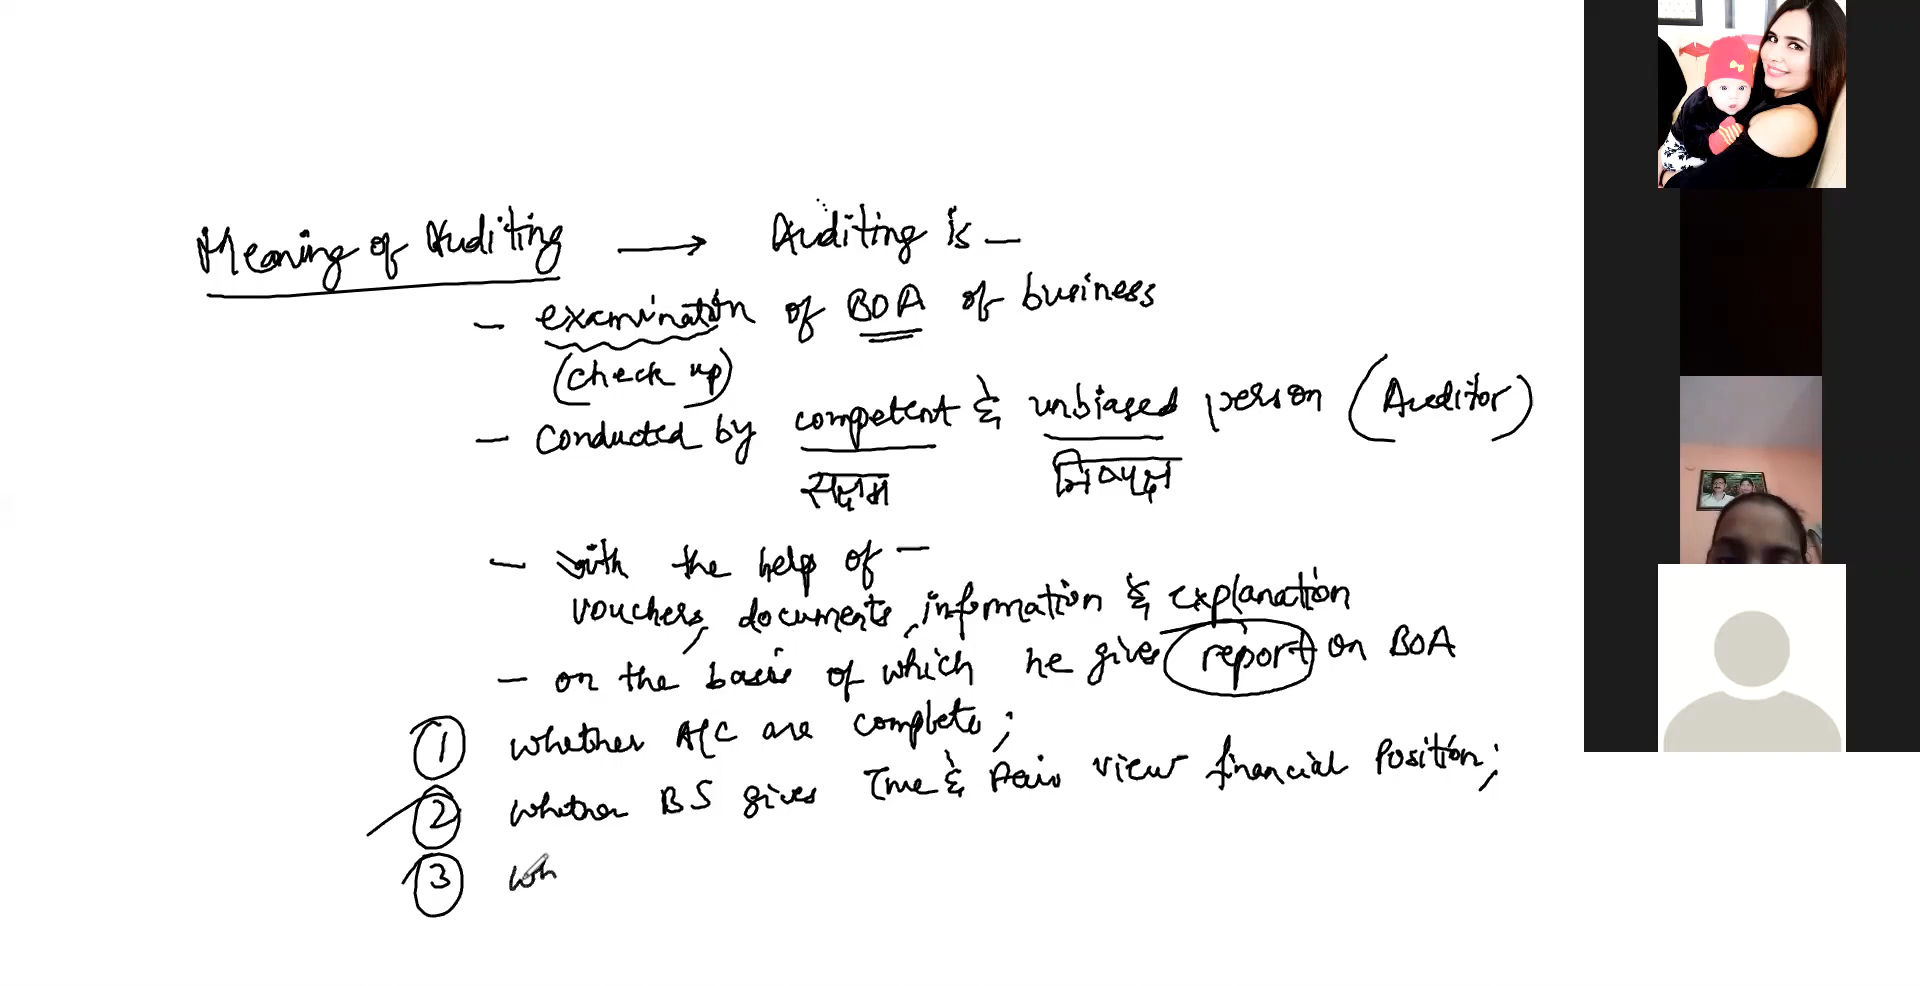 Meaning of Auditing → Auditing is —
- examination of BOA of business
(check up)
- conducted by competent & unbiased person (Auditor)
सक्षम निष्पक्ष
- with the help of -
vouchers, documents, information & explanation
- on the basis of which he gives report on BOA
1 whether A/C are complete;
2 whether BS gives True & Fair view financial Position;
3 wh